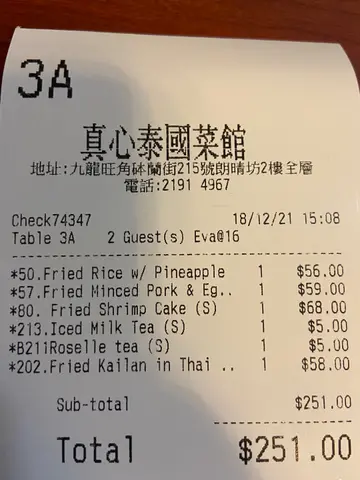 3A
真心泰國菜館
地址:九龍旺角砵蘭街215號朗晴坊2樓全層
電話:2191 4967
Check74347 18/12/21 15:08
Table 3A 2 Guest(s) Eva@16
*50.Fried Rice w/ Pineapple 1 $56.00
*57.Fried Minced Pork & Eg.. 1 $59.00
*80. Fried Shrimp Cake (S) 1 $68.00
*213.Iced Milk Tea (S) 1 $5.00
*B211Roselle tea (S) 1 $5.00
*202.Fried Kailan in Thai .. 1 $58.00
Sub-total $251.00
Total $251.00